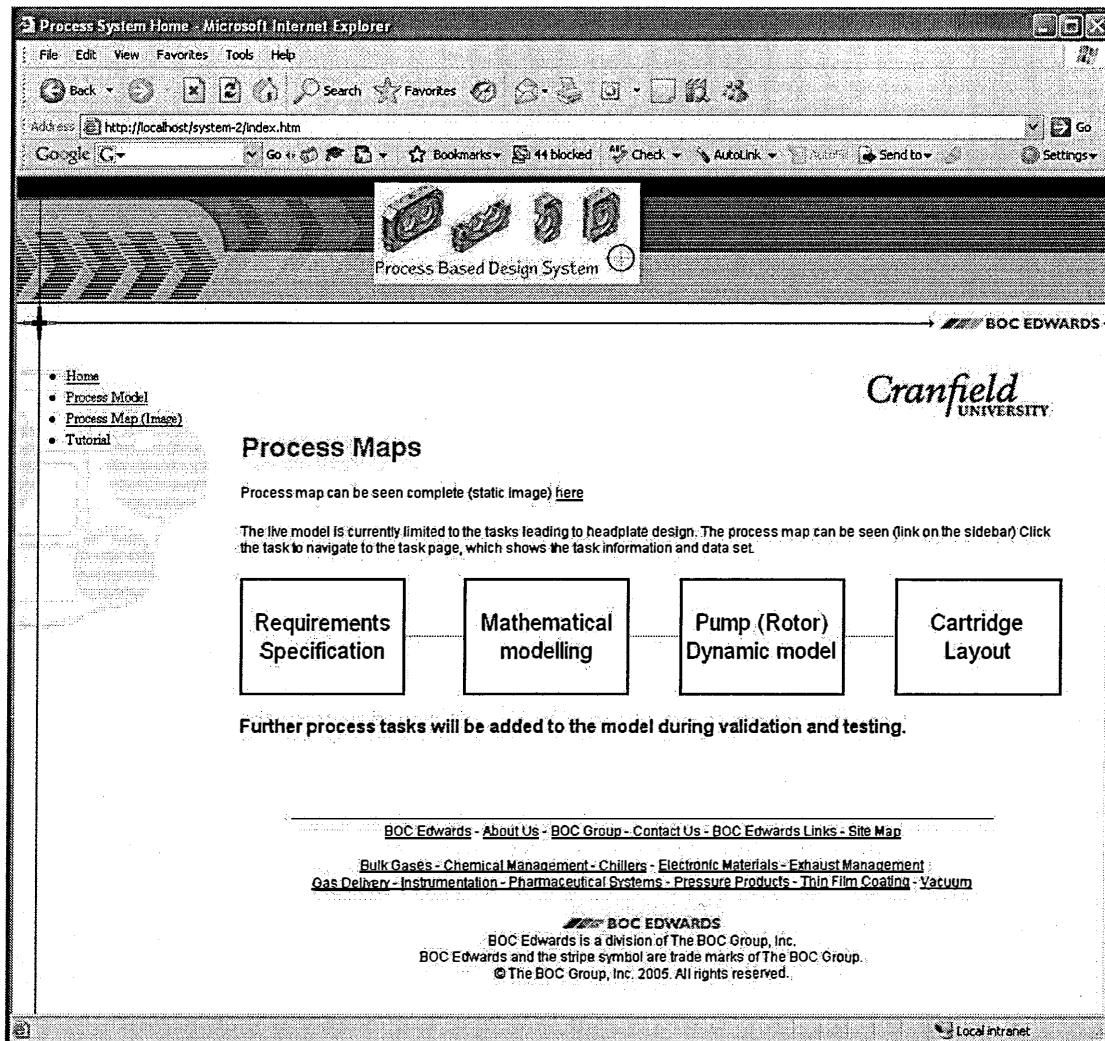 Process System Home - Microsoft Internet Explorer
File Edit View Favorites Tools Help
Back Search Favorites
Address http://localhost/system-2/index.htm Go
Google G Go Bookmarks 44 blocked Check AutoLink AutoFill Send to Settings
Process Based Design System
BOC EDWARDS
Home
Process Model
Process Map (Image)
Tutorial
Cranfield
UNIVERSITY
Process Maps
Process map can be seen complete (static image) here
The live model is currently limited to the tasks leading to headplate design. The process map can be seen (link on the sidebar) Click
the task to navigate to the task page, which shows the task information and data set.
Requirements
Specification
Mathematical
modelling
Pump (Rotor)
Dynamic model
Cartridge
Layout
Further process tasks will be added to the model during validation and testing.
BOC Edwards - About Us - BOC Group - Contact Us - BOC Edwards Links - Site Map
Bulk Gases - Chemical Management - Chillers - Electronic Materials - Exhaust Management
Gas Delivery - Instrumentation - Pharmaceutical Systems - Pressure Products - Thin Film Coating - Vacuum
BOC EDWARDS
BOC Edwards is a division of The BOC Group, Inc.
BOC Edwards and the stripe symbol are trade marks of The BOC Group.
© The BOC Group, Inc. 2005. All rights reserved.
Local intranet